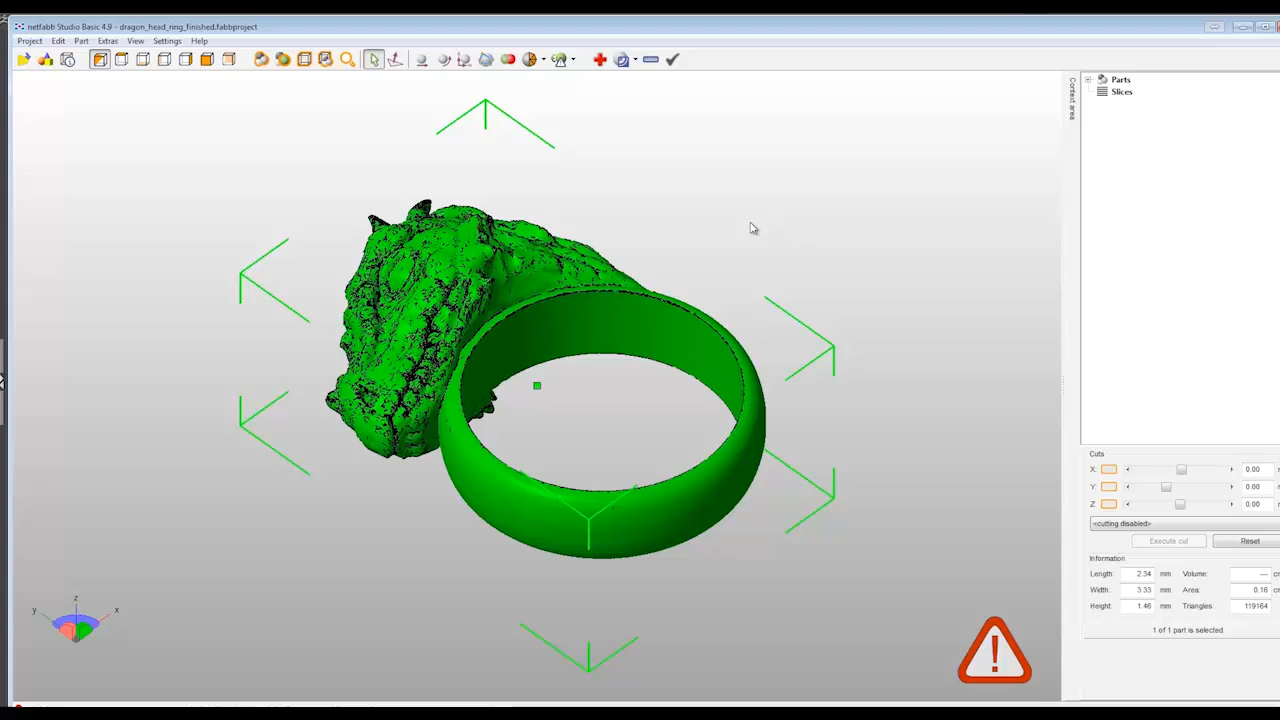 netfabb Studio Basic 4.9 - dragon_head_ring_finished.fabbproject
Project Edit Part Extras View Settings Help
Context area
Parts
Slices
Cuts
X: 0.00
Y: 0.00
Z: 0.00
<cutting disabled>
Execute cut Reset
Information
Length: 2.34 mm Volume: —
Width: 3.33 mm Area: 0.16
Height: 1.46 mm Triangles: 119164
1 of 1 part is selected.
z
y x